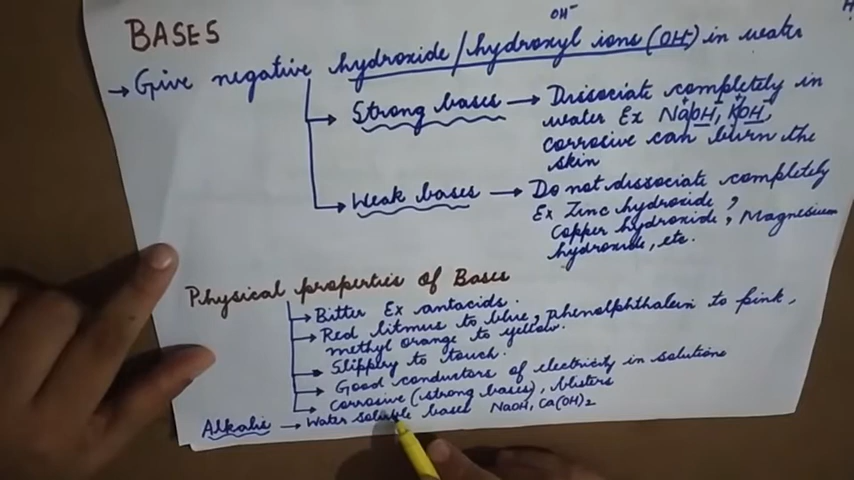 OH⁻
H
BASES
→ Give negative hydroxide/hydroxyl ions (OH⁻) in water
Strong bases → Dissociate completely in
water Ex NaOH, KOH
corrosive can burn the
skin
Weak bases → Do not dissociate completely
Ex Zinc hydroxide,
Copper hydroxide, Magnesium
hydroxide, etc.
Physical properties of Bases
→ Bitter Ex antacids.
→ Red litmus to blue, phenolphthalein to pink,
methyl orange to yellow.
→ Slippry to touch.
→ Good conductors of electricity in solutions
→ Corrosive (strong bases), blisters
Alkalis → Water soluble bases NaOH, Ca(OH)₂